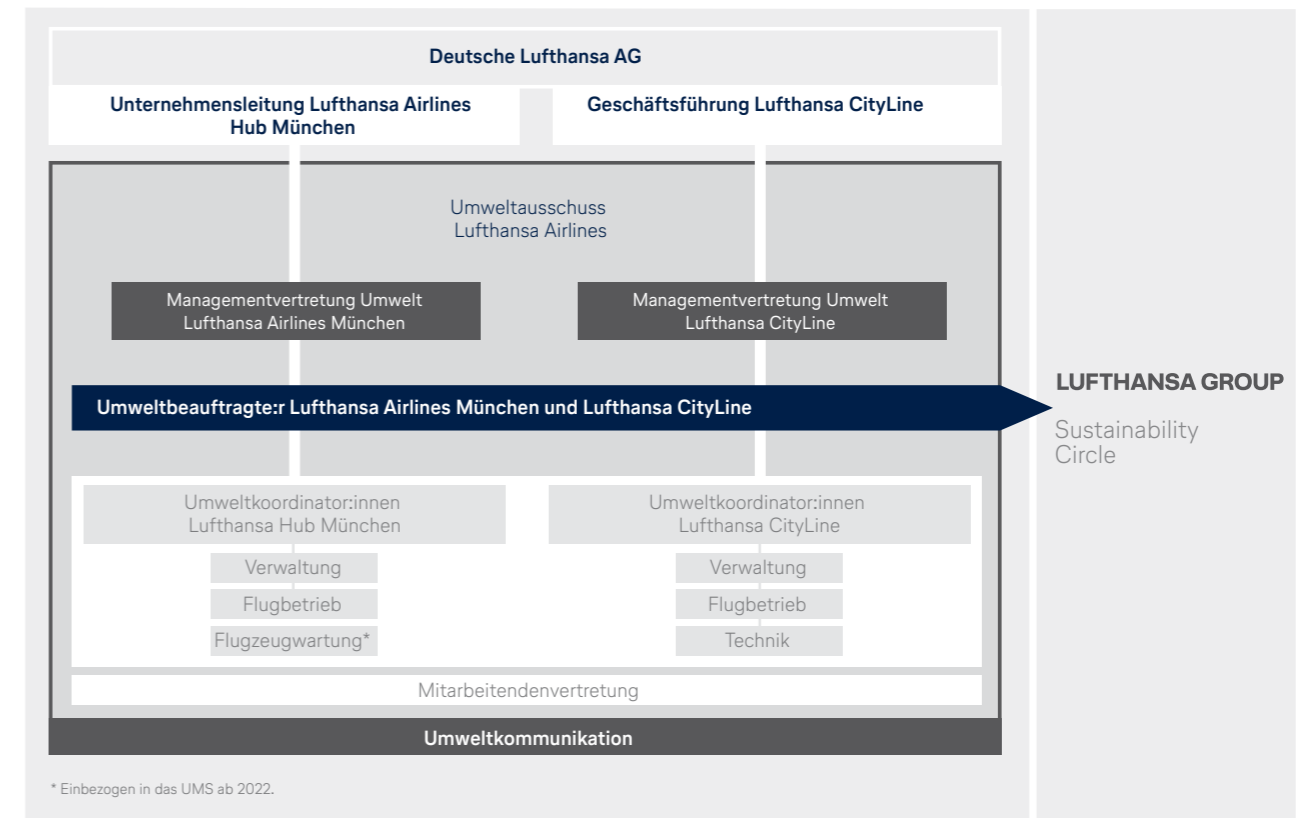 Deutsche Lufthansa AG
Unternehmensleitung Lufthansa Airlines
Hub München
Geschäftsführung Lufthansa CityLine
Umweltausschuss
Lufthansa Airlines
Managementvertretung Umwelt
Lufthansa Airlines München
Managementvertretung Umwelt
Lufthansa CityLine
Umweltbeauftragte:r Lufthansa Airlines München und Lufthansa CityLine
LUFTHANSA GROUP
Sustainability
Circle
Umweltkoordinator:innen
Lufthansa Hub München
Verwaltung
Flugbetrieb
Flugzeugwartung*
Umweltkoordinator:innen
Lufthansa CityLine
Verwaltung
Flugbetrieb
Technik
Mitarbeitendenvertretung
Umweltkommunikation
* Einbezogen in das UMS ab 2022.